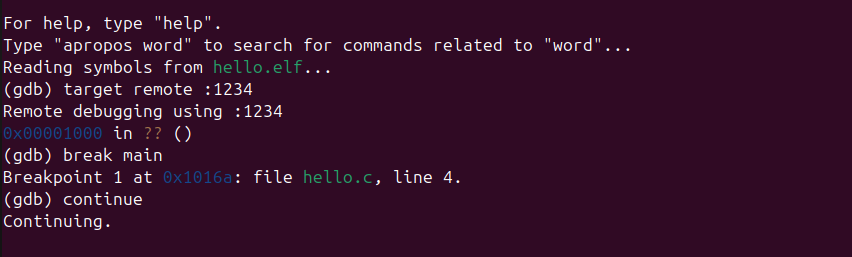 For help, type "help".
Type "apropos word" to search for commands related to "word"...
Reading symbols from hello.elf...
(gdb) target remote :1234
Remote debugging using :1234
0x00001000 in ?? ()
(gdb) break main
Breakpoint 1 at 0x1016a: file hello.c, line 4.
(gdb) continue
Continuing.